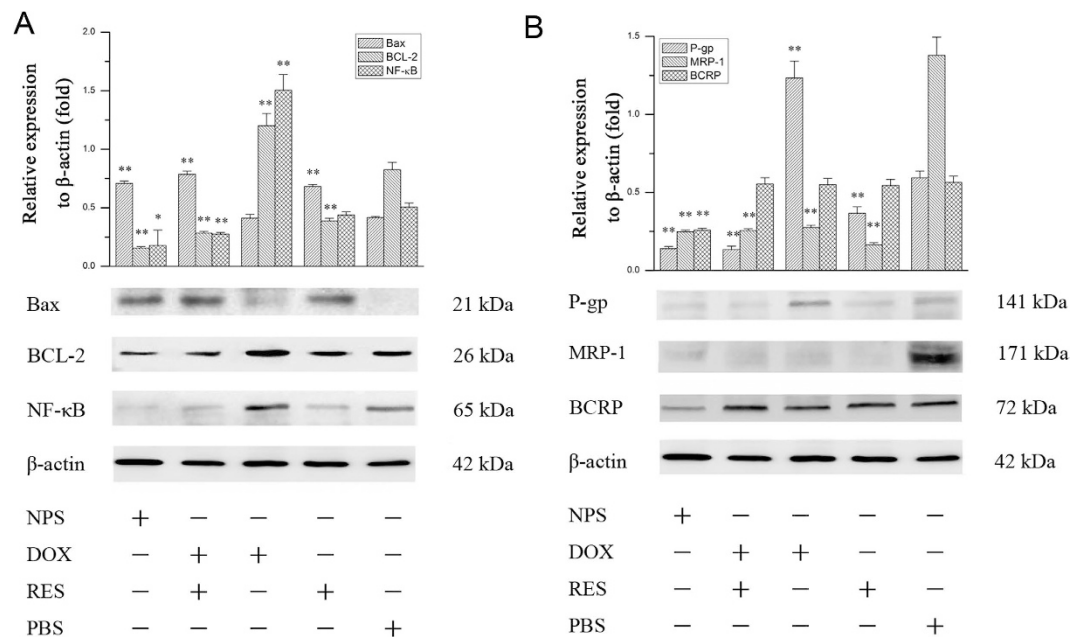 A
Relative expression
to β-actin (fold)
2.0
1.5
1.0
0.5
0.0
Bax
BCL-2
NF-κB
** ** * ** ** ** ** ** ** **
Bax 21 kDa
BCL-2 26 kDa
NF-κB 65 kDa
β-actin 42 kDa
NPS + − − − −
DOX − + + − −
RES − + − + −
PBS − − − − +
B
Relative expression
to β-actin (fold)
1.5
1.0
0.5
0.0
P-gp
MRP-1
BCRP
** ** ** ** ** ** ** ** **
P-gp 141 kDa
MRP-1 171 kDa
BCRP 72 kDa
β-actin 42 kDa
NPS + − − − −
DOX − + + − −
RES − + − + −
PBS − − − − +